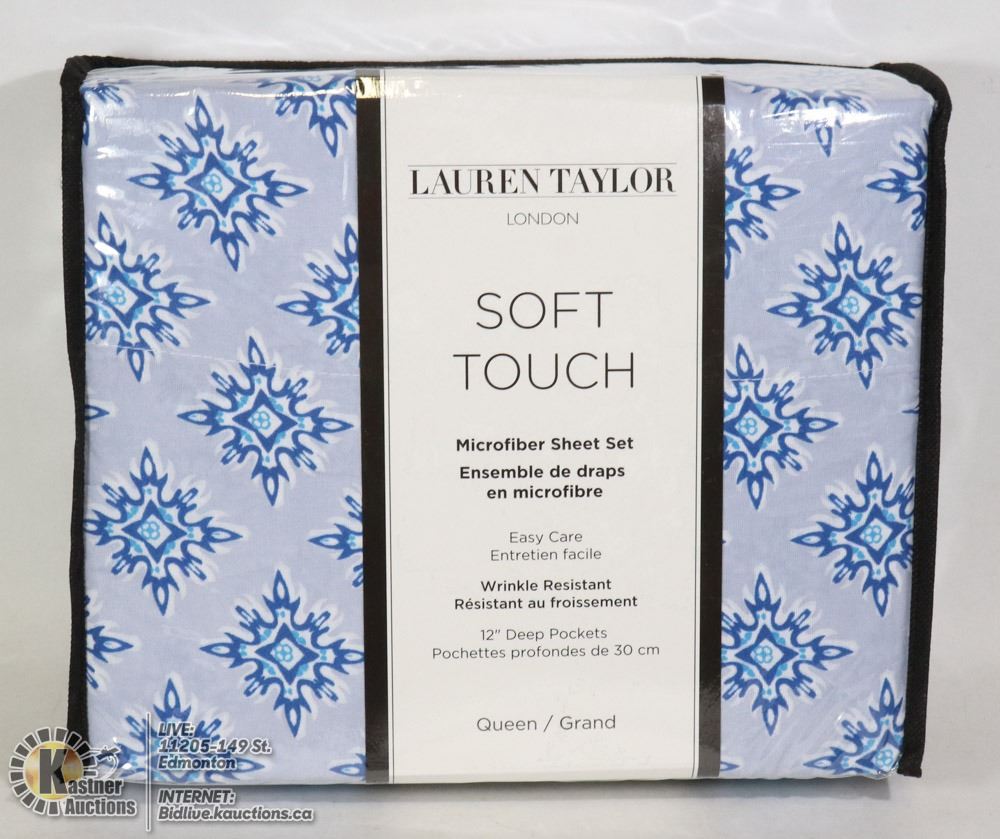 LAUREN TAYLOR
LONDON
SOFT
TOUCH
Microfiber Sheet Set
Ensemble de draps
en microfibre
Easy Care
Entretien facile
Wrinkle Resistant
Résistant au froissement
12" Deep Pockets
Pochettes profondes de 30 cm
Queen / Grand
Kastner
Auctions
LIVE:
11205-149 St.
Edmonton
INTERNET:
Bidlive.kauctions.ca